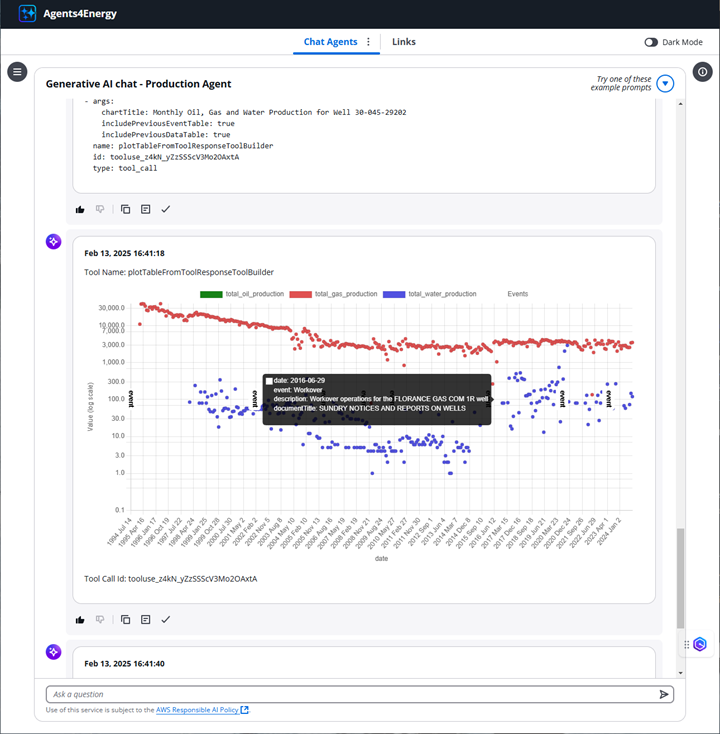 Agents4Energy
Chat Agents
Links
Dark Mode
Generative AI chat - Production Agent
Try one of these
example prompts
- args:
chartTitle: Monthly Oil, Gas and Water Production for Well 30-045-29202
includePreviousEventTable: true
includePreviousDataTable: true
name: plotTableFromToolResponseToolBuilder
id: tooluse_z4kN_yZzSSScV3Mo2OAxtA
type: tool_call
Feb 13, 2025 16:41:18
Tool Name: plotTableFromToolResponseToolBuilder
total_oil_production total_gas_production total_water_production Events
30,000.0
10,000.0
7,000.0
3,000.0
1,000.0
300.0
100.0
30.0
10.0
3.0
1.0
0.1
Value (log scale)
event
event
event
event
date: 2016-06-29
event: Workover
description: Workover operations for the FLORANCE GAS COM 1R well
documentTitle: SUNDRY NOTICES AND REPORTS ON WELLS
1994 Jul 14
1995 Apr 16
1996 Jan 17
1996 Oct 19
1997 Jul 22
1998 Apr 24
1999 Jan 25
1999 Oct 28
2000 Jul 30
2001 May 2
2002 Feb 2
2002 Nov 5
2003 Aug 8
2004 May 10
2005 Feb 10
2005 Nov 13
2006 Aug 16
2007 May 19
2008 Feb 19
2008 Nov 21
2009 Aug 24
2010 May 27
2011 Feb 27
2011 Nov 30
2012 Sep 1
2013 Jun 4
2014 Mar 7
2014 Dec 8
2015 Sep 10
2016 Jun 12
2017 Mar 15
2017 Dec 16
2018 Sep 18
2019 Jun 21
2020 Mar 23
2020 Dec 24
2021 Sep 26
2022 Jun 29
2023 Apr 1
2024 Jan 2
date
Tool Call Id: tooluse_z4kN_yZzSSScV3Mo2OAxtA
Feb 13, 2025 16:41:40
Ask a question
Use of this service is subject to the AWS Responsible AI Policy